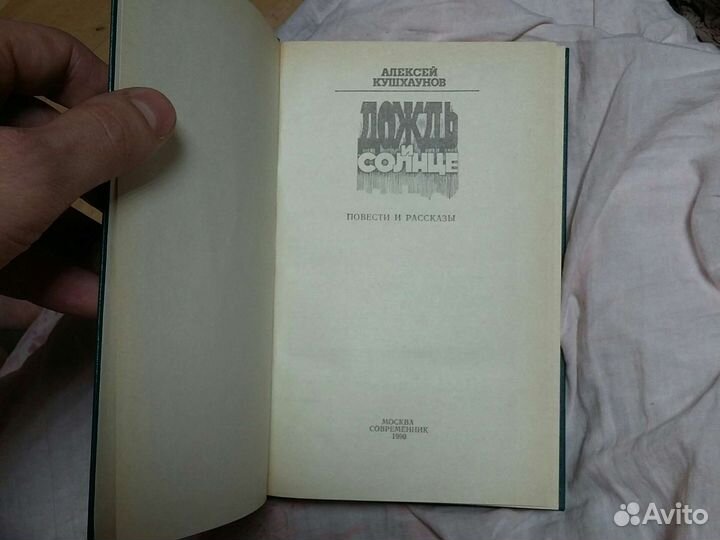 АЛЕКСЕЙ
КУШХАУНОВ
ДОЖДЬ
И
СОЛНЦЕ
ПОВЕСТИ И РАССКАЗЫ
МОСКВА
СОВРЕМЕННИК
1990
Avito